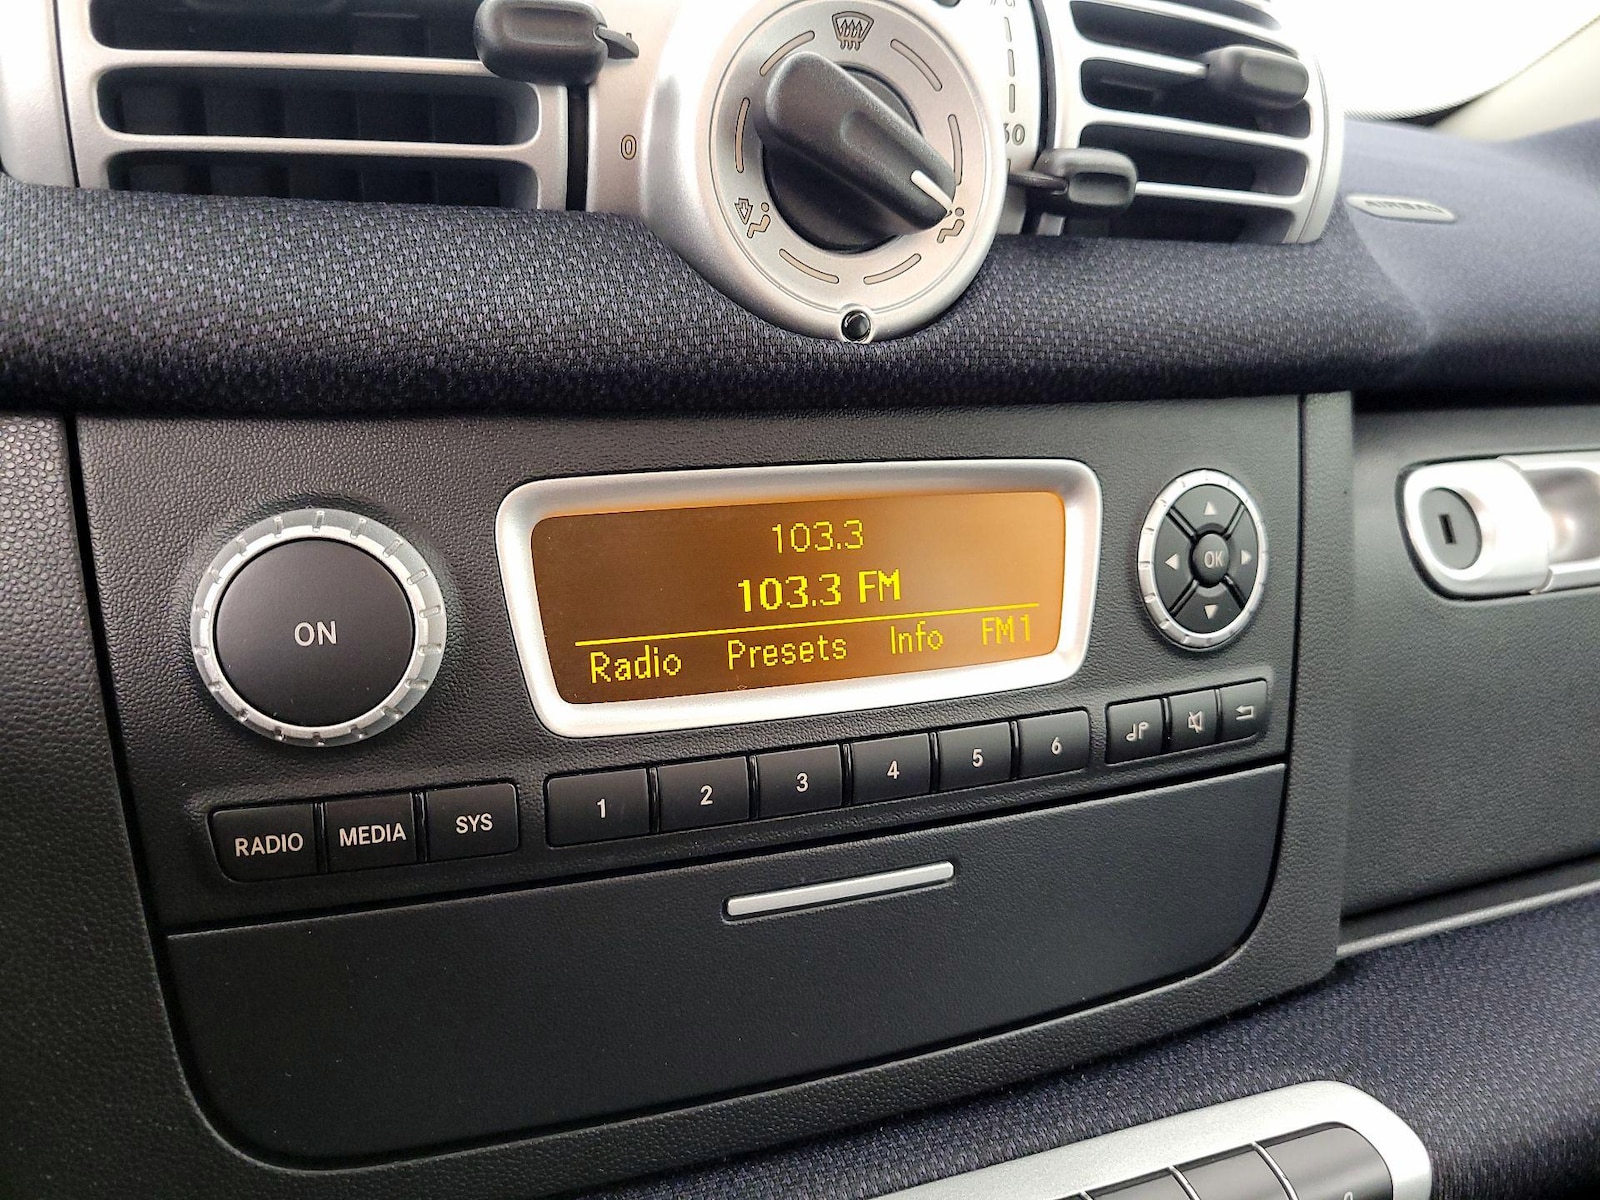 0
AIRBAG
103.3
103.3 FM
Radio Presets Info FM1
ON
OK
1 2 3 4 5 6
RADIO MEDIA SYS